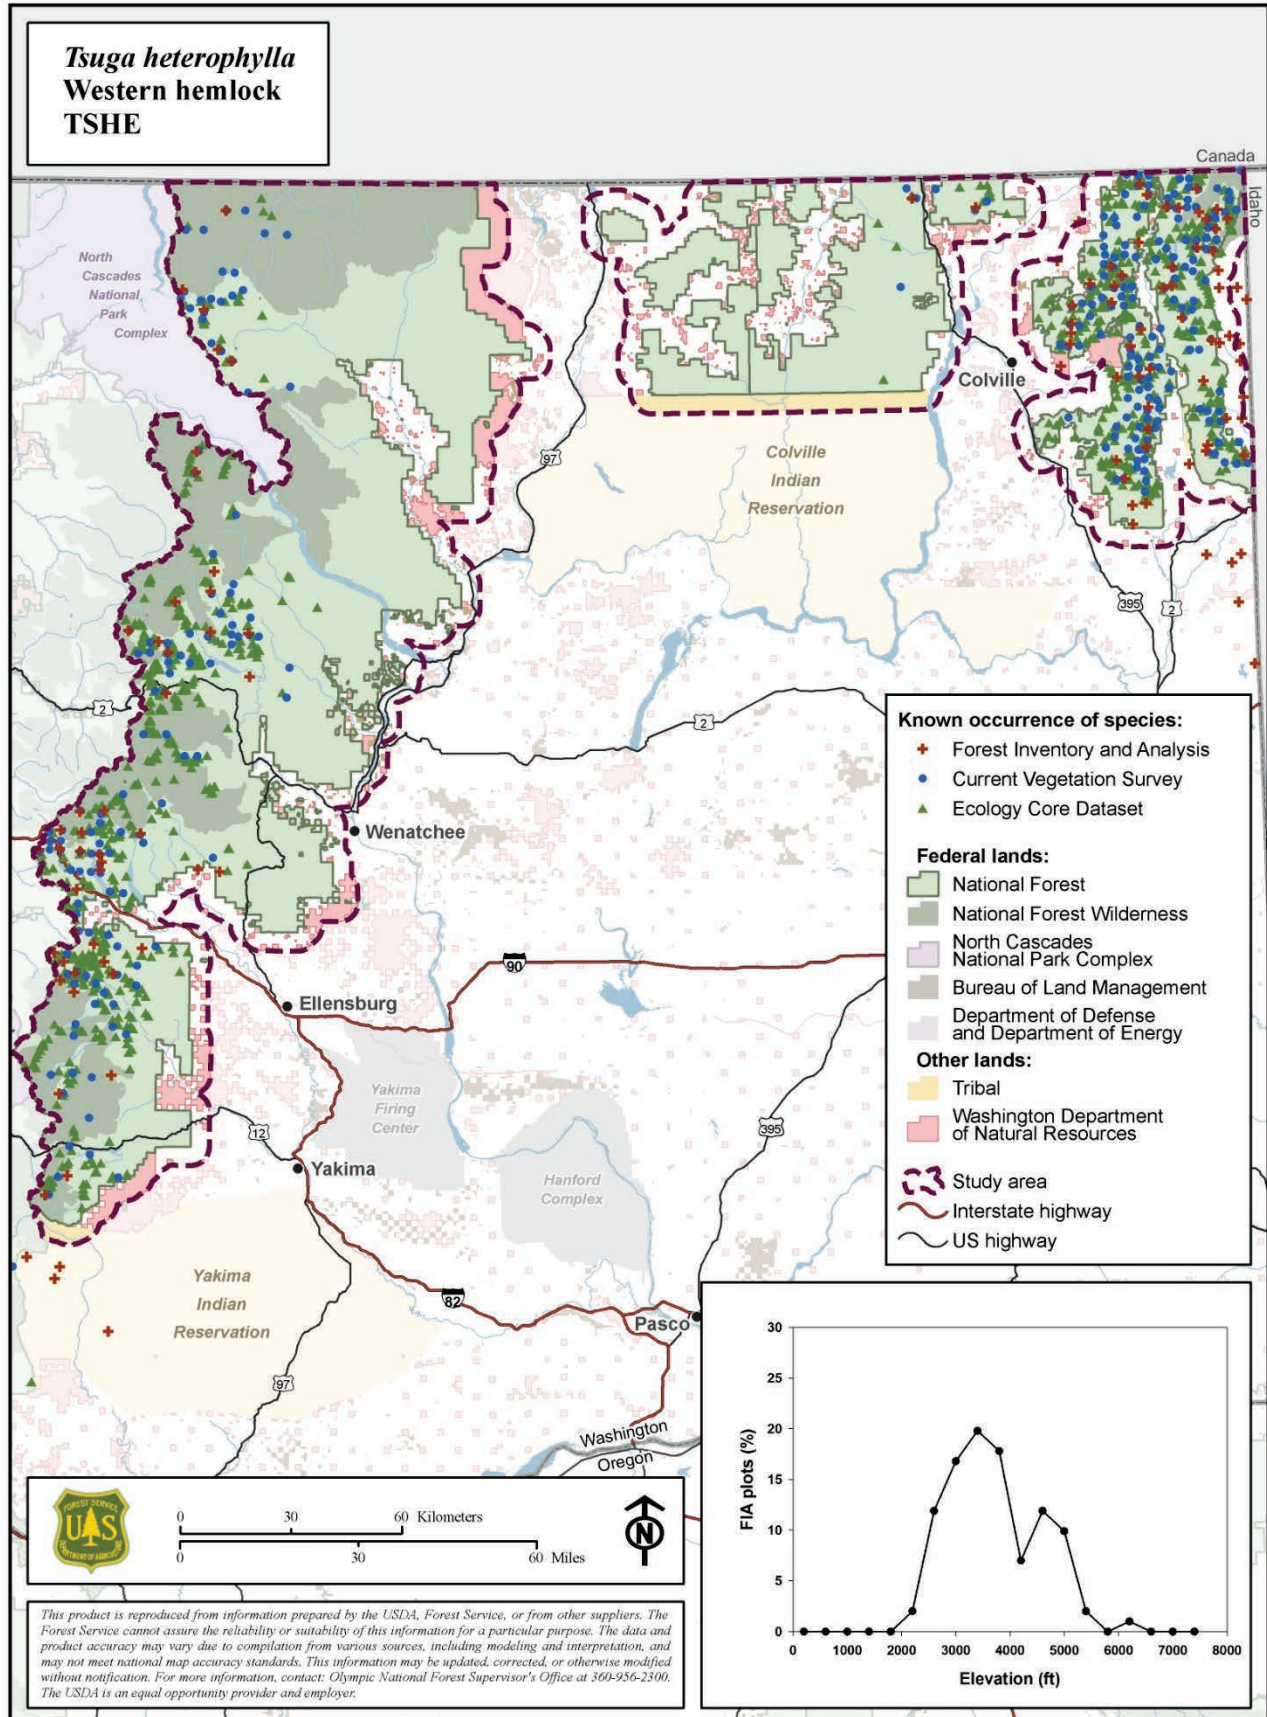 Tsuga heterophylla
Western hemlock
TSHE
Canada
Idaho
North
Cascades
National
Park
Complex
Colville
97
Colville
Indian
Reservation
395
2
2
2
Wenatchee
90
Ellensburg
Yakima
Firing
Center
395
12
Hanford
Complex
Yakima
Yakima
Indian
Reservation
82
Pasco
97
Washington
Oregon
Known occurrence of species:
Forest Inventory and Analysis
Current Vegetation Survey
Ecology Core Dataset
Federal lands:
National Forest
National Forest Wilderness
North Cascades
National Park Complex
Bureau of Land Management
Department of Defense
and Department of Energy
Other lands:
Tribal
Washington Department
of Natural Resources
Study area
Interstate highway
US highway
FOREST SERVICE
U S
DEPARTMENT OF AGRICULTURE
0 30 60 Kilometers
0 30 60 Miles
N
This product is reproduced from information prepared by the USDA, Forest Service, or from other suppliers. The
Forest Service cannot assure the reliability or suitability of this information for a particular purpose. The data and
product accuracy may vary due to compilation from various sources, including modeling and interpretation, and
may not meet national map accuracy standards. This information may be updated, corrected, or otherwise modified
without notification. For more information, contact: Olympic National Forest Supervisor's Office at 360-956-2300.
The USDA is an equal opportunity provider and employer.
30
25
20
15
10
5
0
FIA plots (%)
0 1000 2000 3000 4000 5000 6000 7000 8000
Elevation (ft)